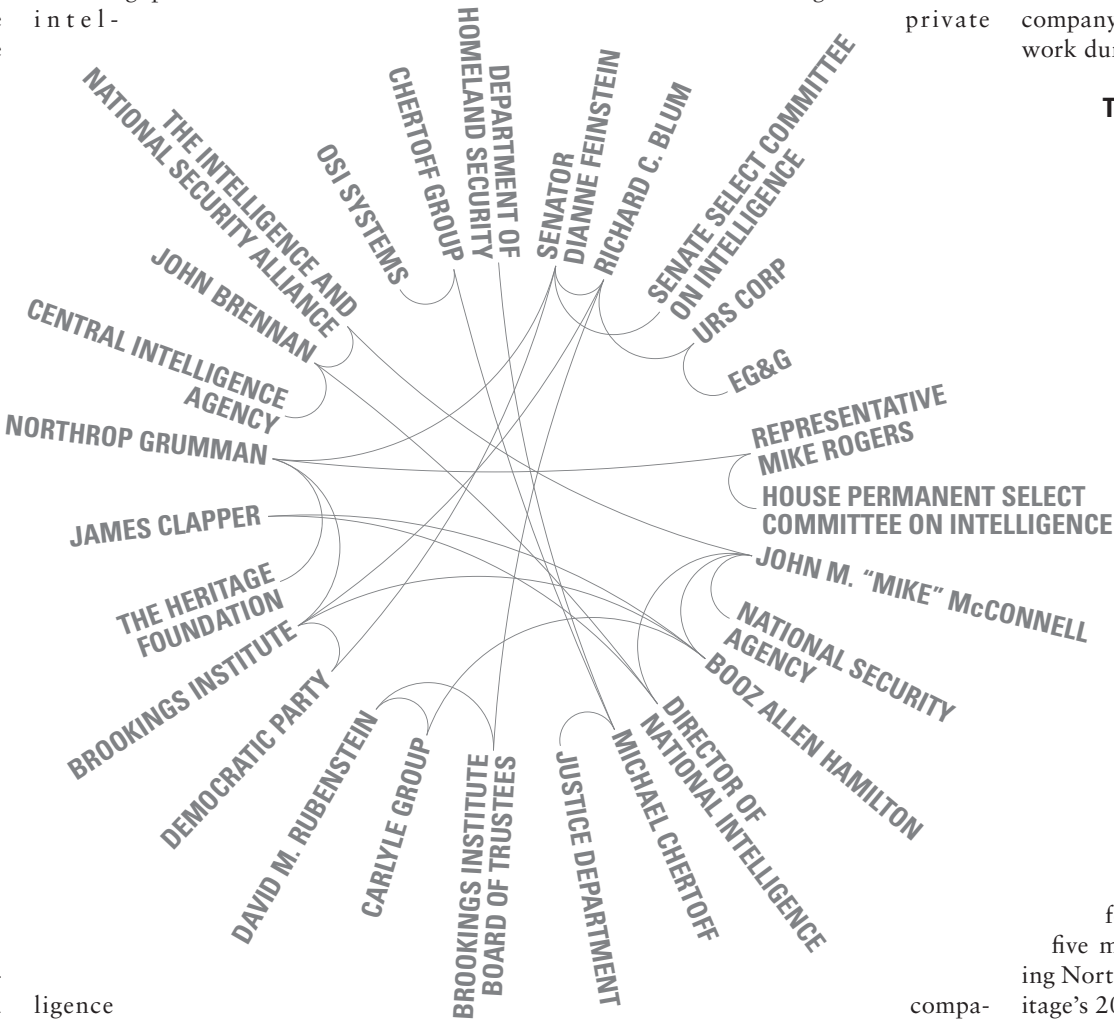 intel-
private
company
work du
T
HOMELAND SECURITY
DEPARTMENT OF
SENATOR
DIANNE FEINSTEIN
RICHARD C. BLUM
SENATE SELECT COMMITTEE
ON INTELLIGENCE
URS CORP
EG&G
REPRESENTATIVE
MIKE ROGERS
HOUSE PERMANENT SELECT
COMMITTEE ON INTELLIGENCE
JOHN M. “MIKE” McCONNELL
NATIONAL SECURITY
AGENCY
BOOZ ALLEN HAMILTON
DIRECTOR OF
NATIONAL INTELLIGENCE
MICHAEL CHERTOFF
JUSTICE DEPARTMENT
BROOKINGS INSTITUTE
BOARD OF TRUSTEES
CARLYLE GROUP
DAVID M. RUBENSTEIN
DEMOCRATIC PARTY
BROOKINGS INSTITUTE
THE HERITAGE
FOUNDATION
JAMES CLAPPER
NORTHROP GRUMMAN
CENTRAL INTELLIGENCE
AGENCY
JOHN BRENNAN
THE INTELLIGENCE AND
NATIONAL SECURITY ALLIANCE
OSI SYSTEMS
CHERTOFF GROUP
f
five m
ing Nort
ligence
compa-
itage’s 20